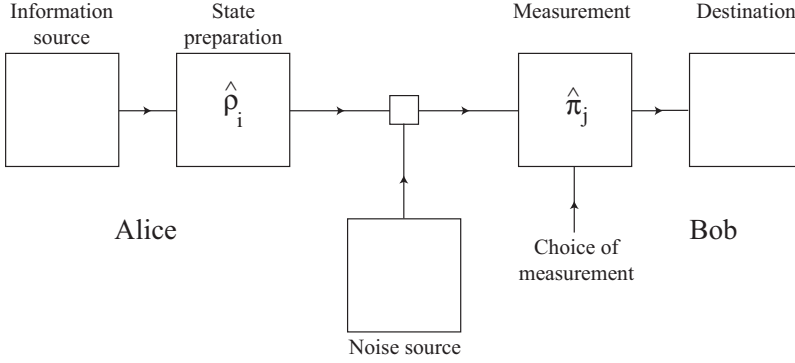 Information
source
State
preparation
Measurement
Destination
ρ̂i
π̂j
Alice
Bob
Choice of
measurement
Noise source